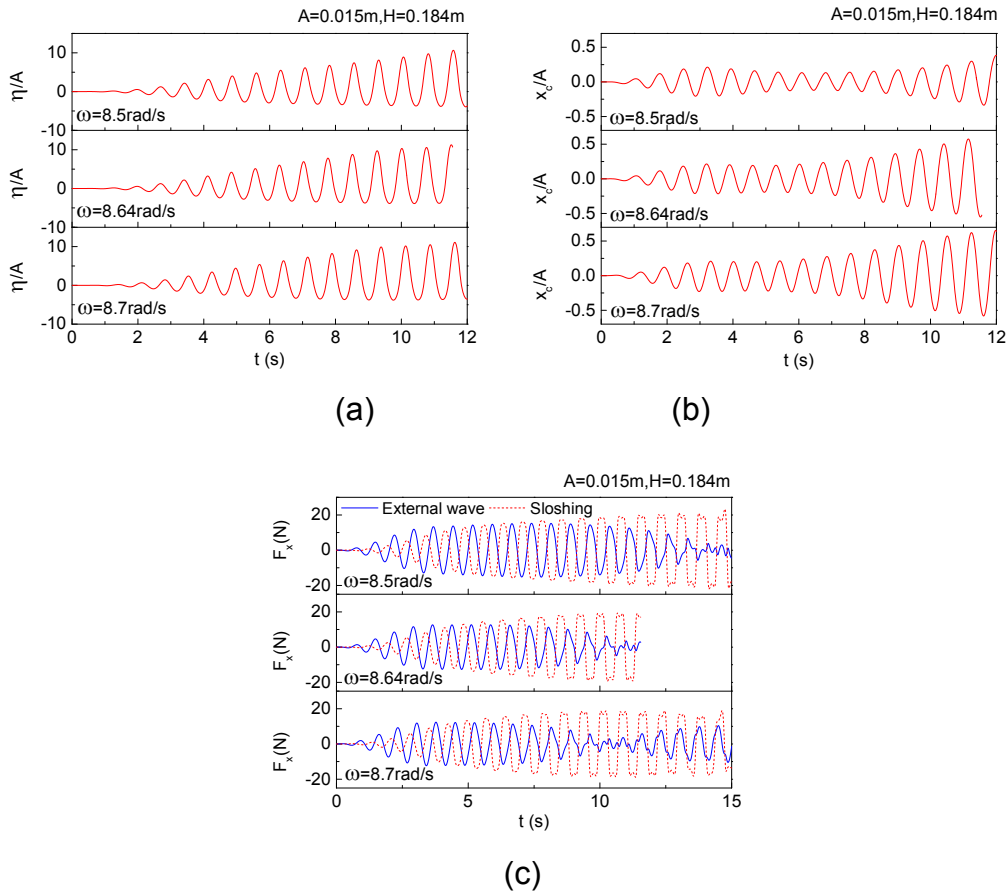 A=0.015m,H=0.184m
η/A
10
0
-10
ω=8.5rad/s
η/A
10
0
-10
ω=8.64rad/s
η/A
10
0
-10
ω=8.7rad/s
0 2 4 6 8 10 12
t (s)
(a)
A=0.015m,H=0.184m
x_c/A
0.5
0.0
-0.5
ω=8.5rad/s
x_c/A
0.5
0.0
-0.5
ω=8.64rad/s
x_c/A
0.5
0.0
-0.5
ω=8.7rad/s
0 2 4 6 8 10 12
t (s)
(b)
A=0.015m,H=0.184m
External wave Sloshing
F_x(N)
20
0
-20
ω=8.5rad/s
F_x(N)
20
0
-20
ω=8.64rad/s
F_x(N)
20
0
-20
ω=8.7rad/s
0 5 10 15
t (s)
(c)